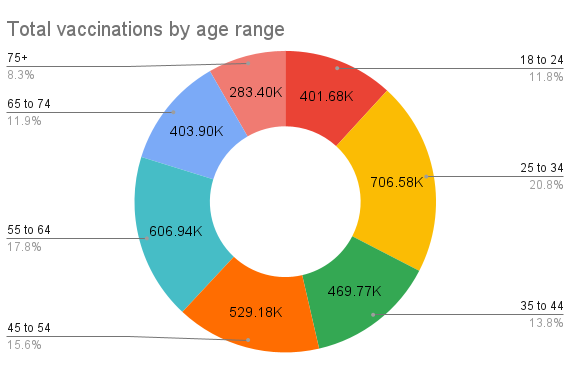 Total vaccinations by age range
75+
8.3%
18 to 24
11.8%
283.40K
401.68K
65 to 74
11.9%
403.90K
25 to 34
20.8%
706.58K
55 to 64
17.8%
606.94K
469.77K
35 to 44
13.8%
529.18K
45 to 54
15.6%